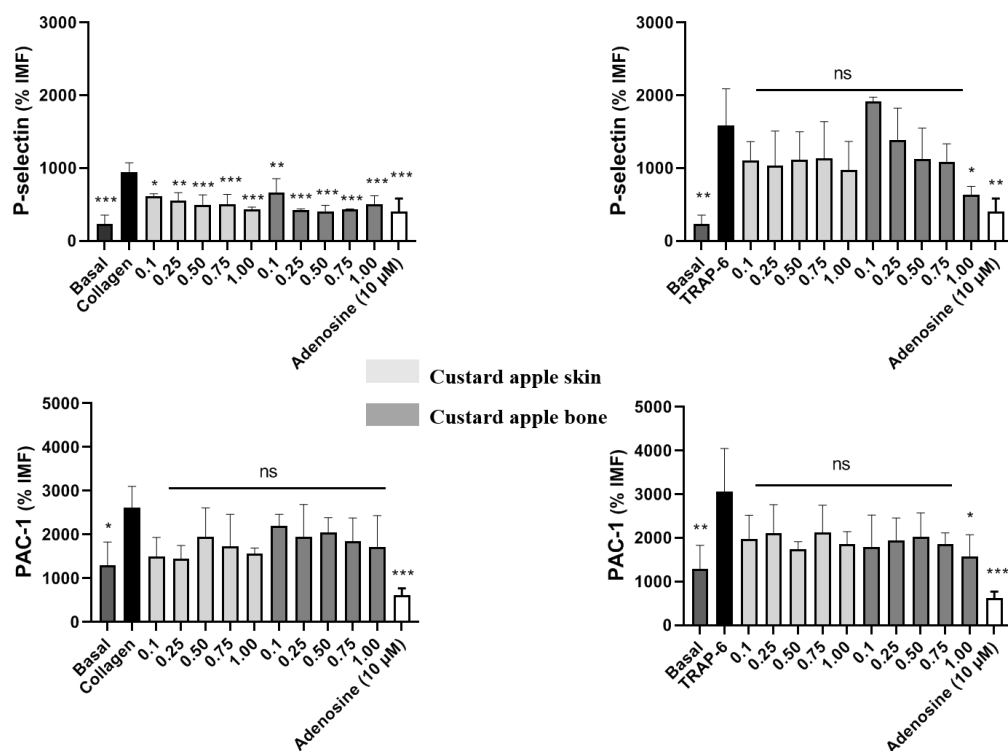 P-selectin (% IMF)
3000
2000
1000
0
*** * ** *** *** *** ** *** *** *** *** ***
Basal
Collagen
0.1
0.25
0.50
0.75
1.00
0.1
0.25
0.50
0.75
1.00
Adenosine (10 µM)
P-selectin (% IMF)
3000
2000
1000
0
ns
** * **
Basal
TRAP-6
0.1
0.25
0.50
0.75
1.00
0.1
0.25
0.50
0.75
1.00
Adenosine (10 µM)
Custard apple skin
Custard apple bone
PAC-1 (% IMF)
5000
4000
3000
2000
1000
0
ns
* ***
Basal
Collagen
0.1
0.25
0.50
0.75
1.00
0.1
0.25
0.50
0.75
1.00
Adenosine (10 µM)
PAC-1 (% IMF)
5000
4000
3000
2000
1000
0
ns
** * ***
Basal
TRAP-6
0.1
0.25
0.50
0.75
1.00
0.1
0.25
0.50
0.75
1.00
Adenosine (10 µM)